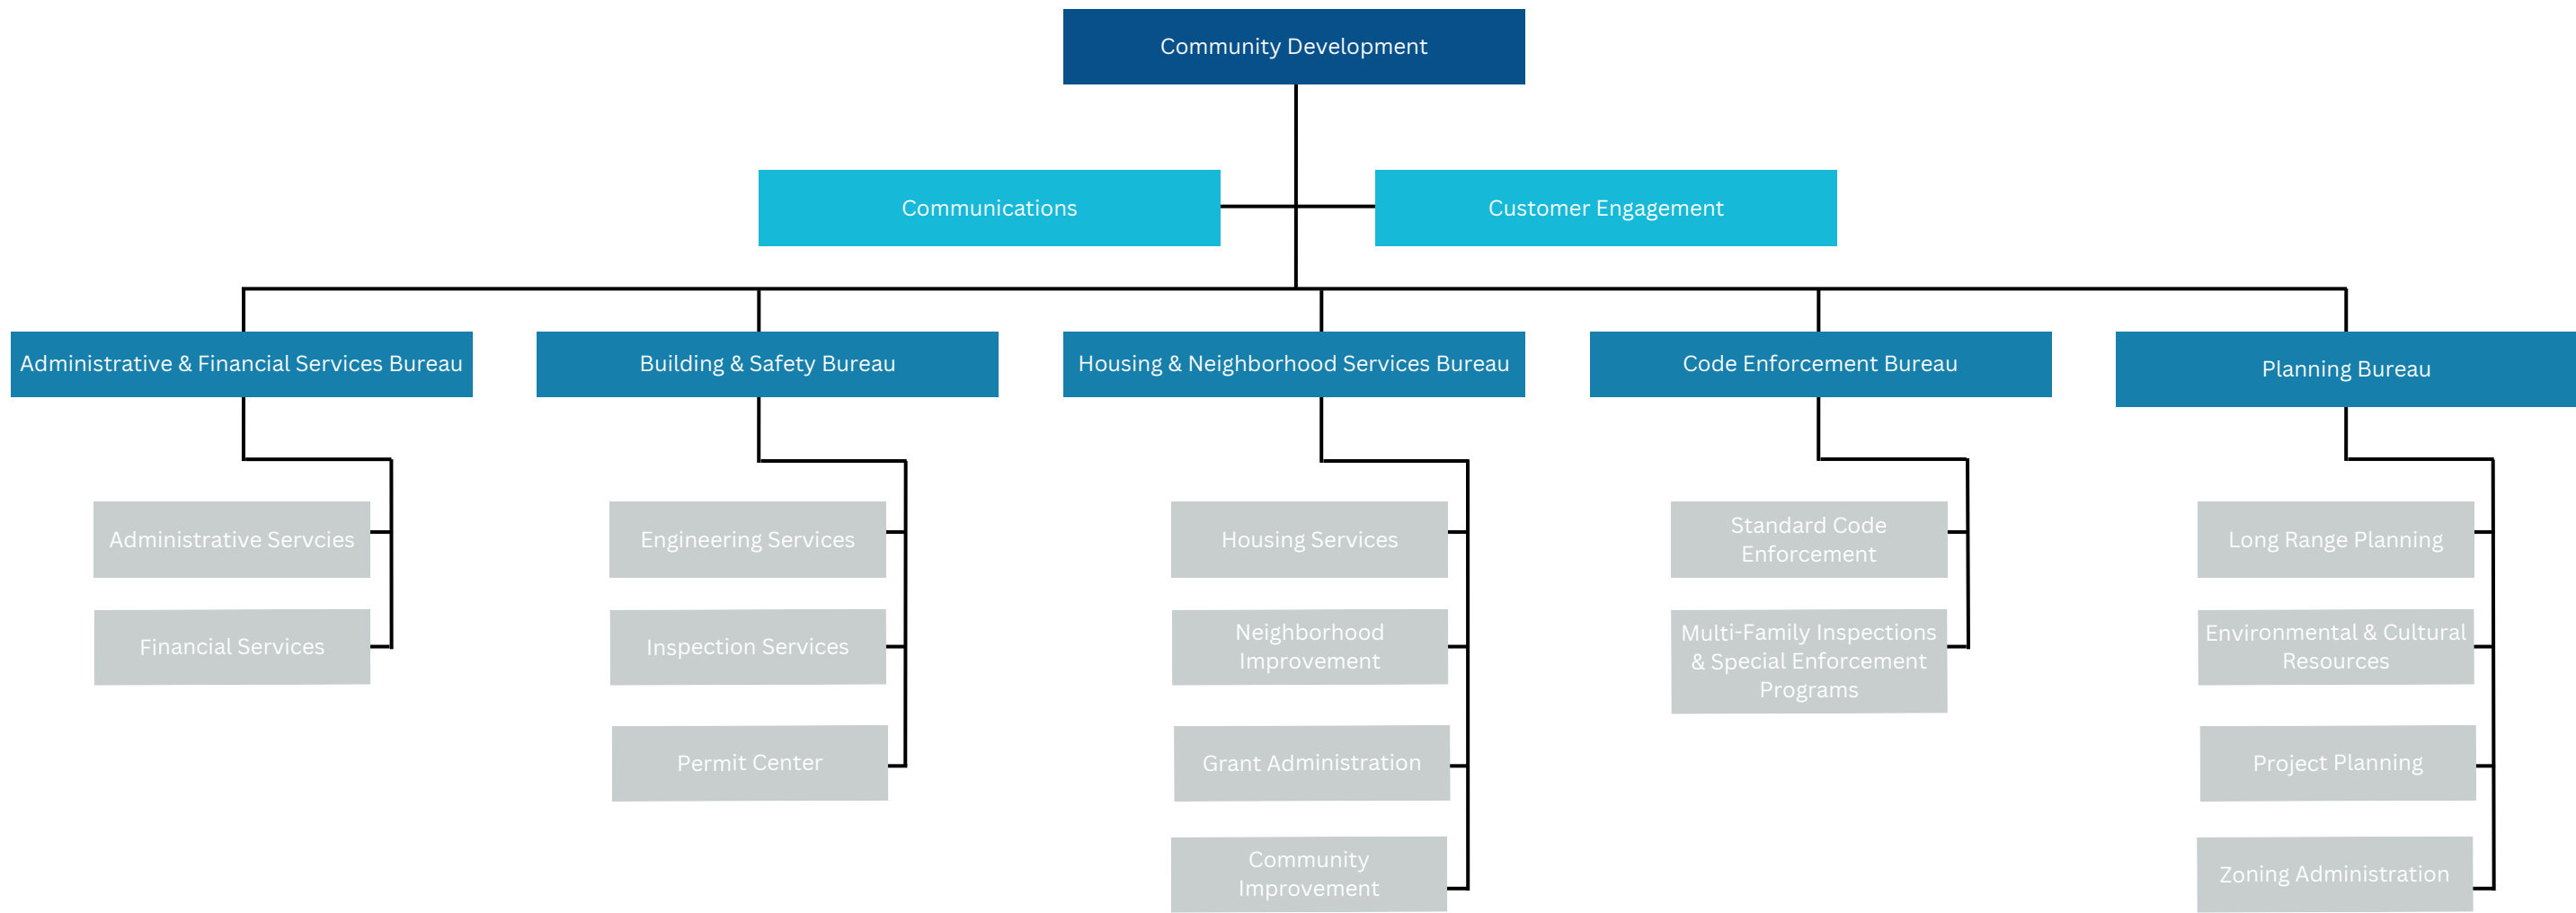 Community Development
Communications
Customer Engagement
Administrative & Financial Services Bureau
Building & Safety Bureau
Housing & Neighborhood Services Bureau
Code Enforcement Bureau
Planning Bureau
Administrative Servcies
Financial Services
Engineering Services
Inspection Services
Permit Center
Housing Services
Neighborhood
Improvement
Grant Administration
Community
Improvement
Standard Code
Enforcement
Multi-Family Inspections
& Special Enforcement
Programs
Long Range Planning
Environmental & Cultural
Resources
Project Planning
Zoning Administration